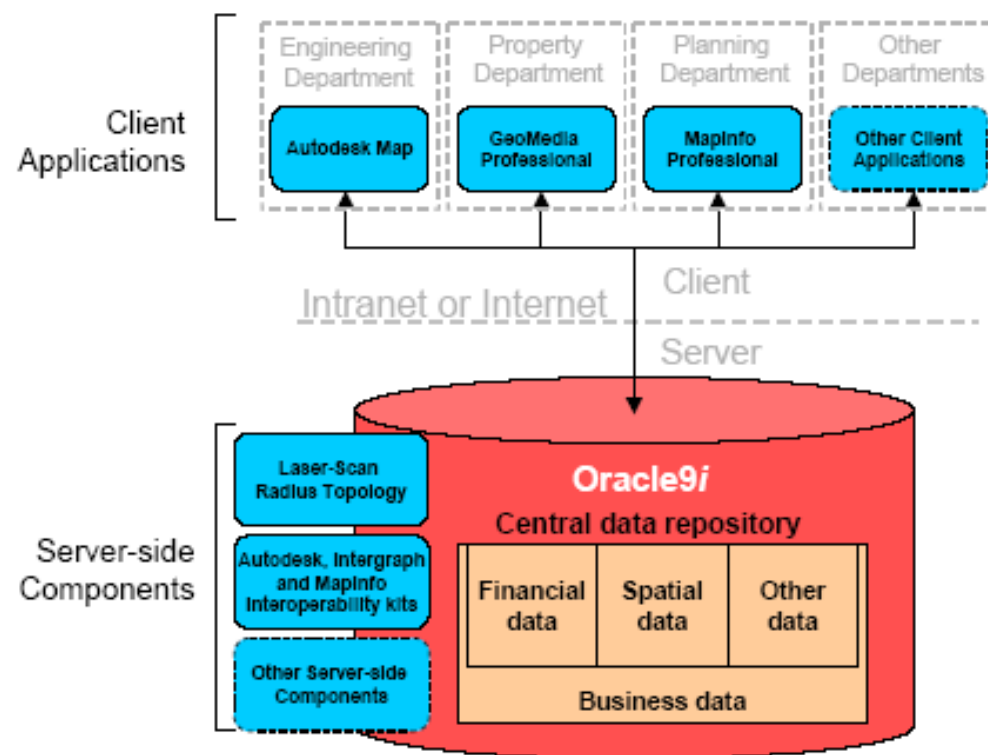 Client
Applications
Engineering
Department
Autodesk Map
Property
Department
GeoMedia
Professional
Planning
Department
MapInfo
Professional
Other
Departments
Other Client
Applications
Client
Intranet or Internet
Server
Server-side
Components
Laser-Scan
Radius Topology
Autodesk, Intergraph
and MapInfo
Interoperability kits
Other Server-side
Components
Oracle9i
Central data repository
Financial
data
Spatial
data
Other
data
Business data